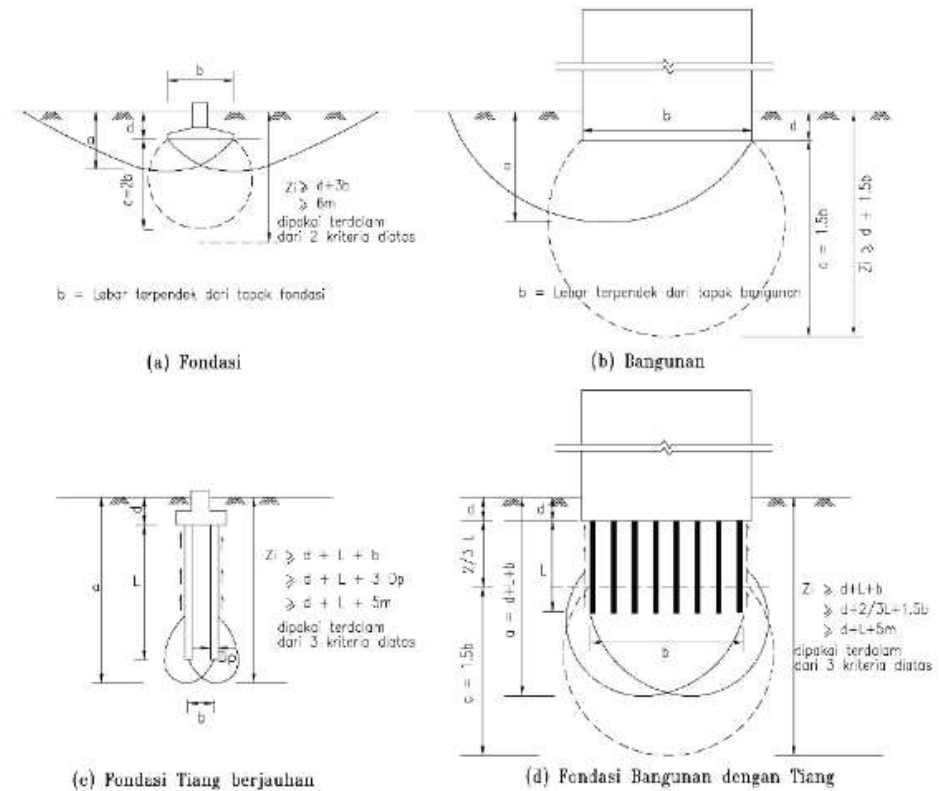 b
d
a
c=2b
Zi ≥ d+3b
≥ 6m
dipakai terdalam
dari 2 kriteria diatas
b = Lebar terpendek dari tapak fondasi
(a) Fondasi
b
d
a
a = 1.5b
Zi ≥ d + 1.5b
b = Lebar terpendek dari tapak bangunan
(b) Bangunan
d
a
L
Dp
b
Zi ≥ d + L + b
≥ d + L + 3 Dp
≥ d + L + 5m
dipakai terdalam
dari 3 kriteria diatas
(c) Fondasi Tiang berjauhan
d
d
2/3 L
L
a = d+L+b
c = 1.5b
b
Zi ≥ d+L+b
≥ d+2/3L+1.5b
≥ d+L+5m
dipakai terdalam
dari 3 kriteria diatas
(d) Fondasi Bangunan dengan Tiang